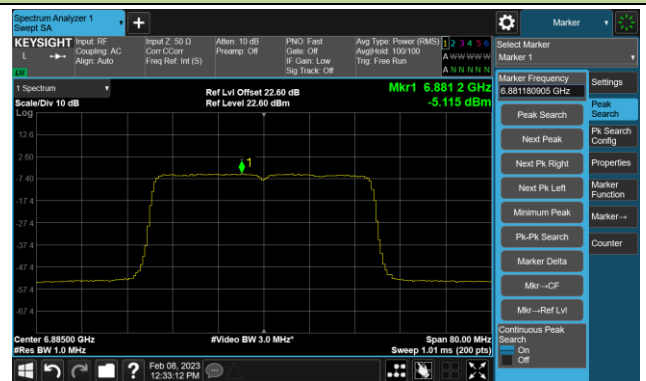 Spectrum Analyzer 1
Swept SA
Marker
KEYSIGHT
Input: RF
Coupling: AC
Align: Auto
Input Z: 50 Ω
Corr CCorr
Freq Ref: Int (S)
Atten: 10 dB
Preamp: Off
PNO: Fast
Gate: Off
IF Gain: Low
Sig Track: Off
Avg Type: Power (RMS)
Avg|Hold: 100/100
Trig: Free Run
1 2 3 4 5 6
A W W W W W
A N N N N N
L
LV
Select Marker
Marker 1
1 Spectrum
Scale/Div 10 dB
Log
Ref Lvl Offset 22.60 dB
Ref Level 22.60 dBm
Mkr1 6.881 2 GHz
-5.115 dBm
12.6
2.60
-7.40
-17.4
-27.4
-37.4
-47.4
-57.4
-67.4
1
Center 6.88500 GHz
#Res BW 1.0 MHz
#Video BW 3.0 MHz*
Span 80.00 MHz
Sweep 1.01 ms (200 pts)
Marker Frequency
6.881180905 GHz
Peak Search
Next Peak
Next Pk Right
Next Pk Left
Minimum Peak
Pk-Pk Search
Marker Delta
Mkr→CF
Mkr→Ref Lvl
Continuous Peak
Search
On
Off
Settings
Peak
Search
Pk Search
Config
Properties
Marker
Function
Marker→
Counter
Feb 08, 2023
12:33:12 PM